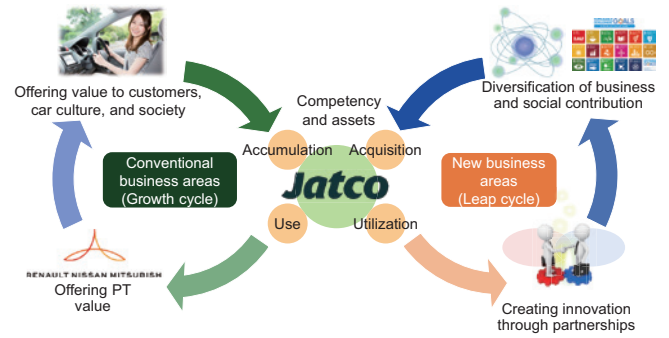 Offering value to customers,
car culture, and society
Competency
and assets
GOALS
Diversification of business
and social contribution
Accumulation
Acquisition
Conventional
business areas
(Growth cycle)
Jatco
New business
areas
(Leap cycle)
Use
Utilization
RENAULT NISSAN MITSUBISHI
Offering PT
value
Creating innovation
through partnerships